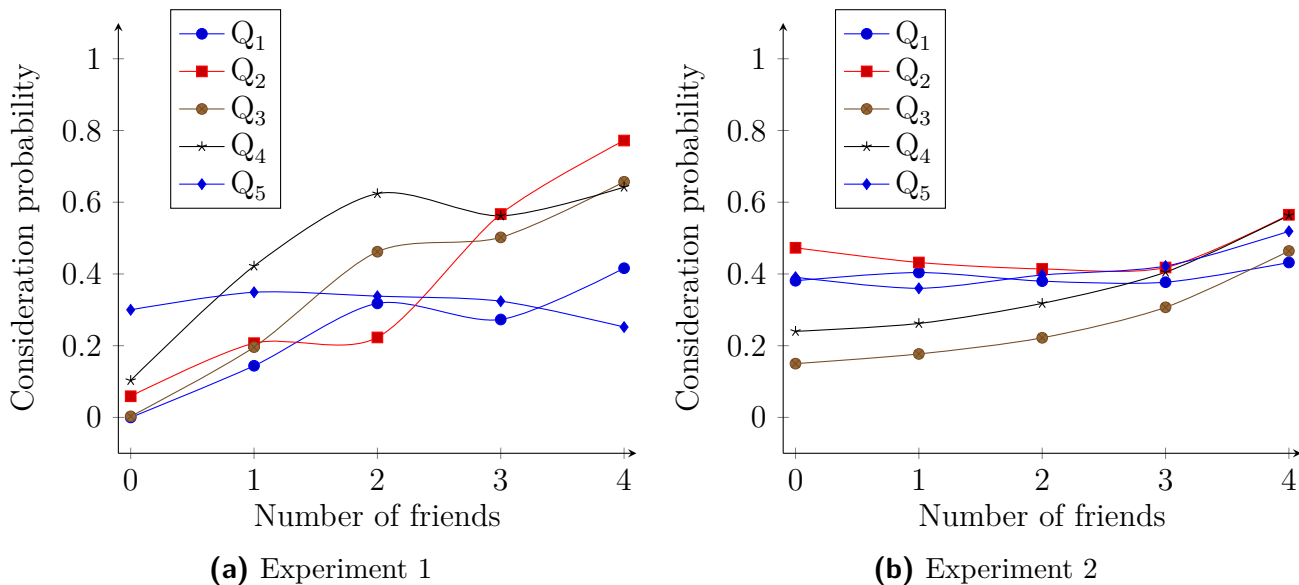 Consideration probability
1
0.8
0.6
0.4
0.2
0
Q1
Q2
Q3
Q4
Q5
0 1 2 3 4
Number of friends
(a) Experiment 1
Consideration probability
1
0.8
0.6
0.4
0.2
0
Q1
Q2
Q3
Q4
Q5
0 1 2 3 4
Number of friends
(b) Experiment 2